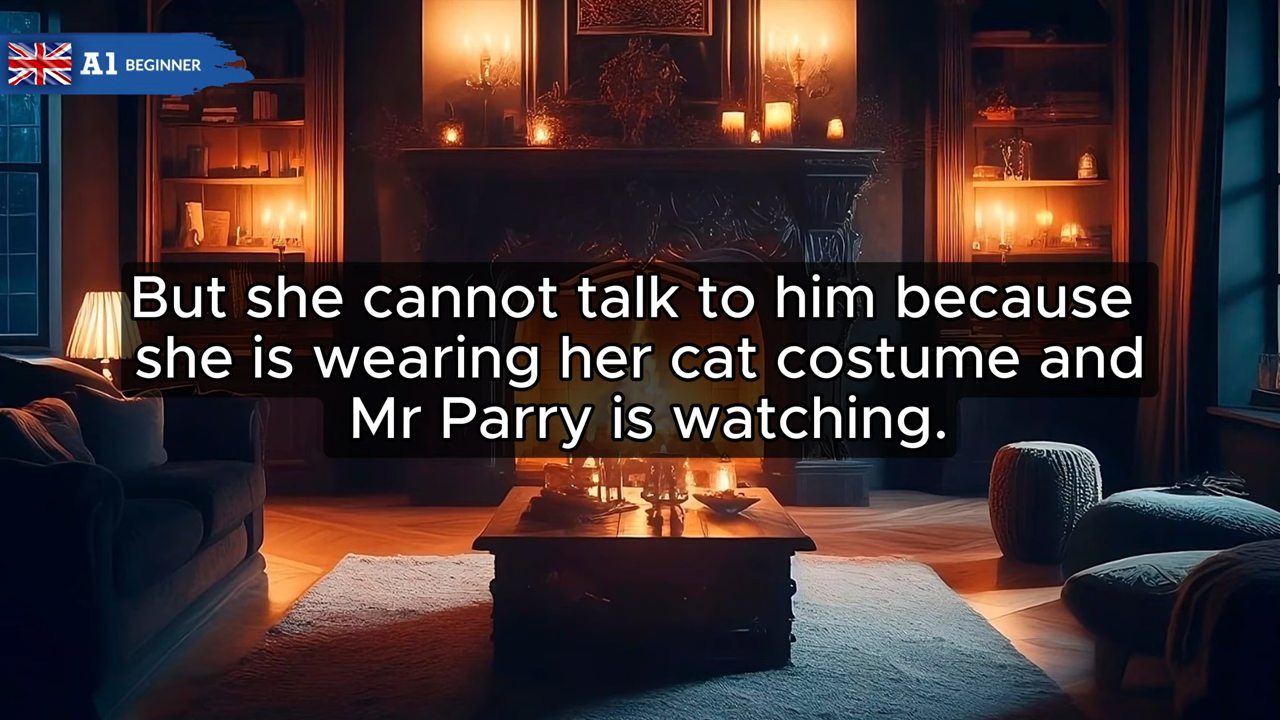 A1 BEGINNER
But she cannot talk to him because
she is wearing her cat costume and
Mr Parry is watching.